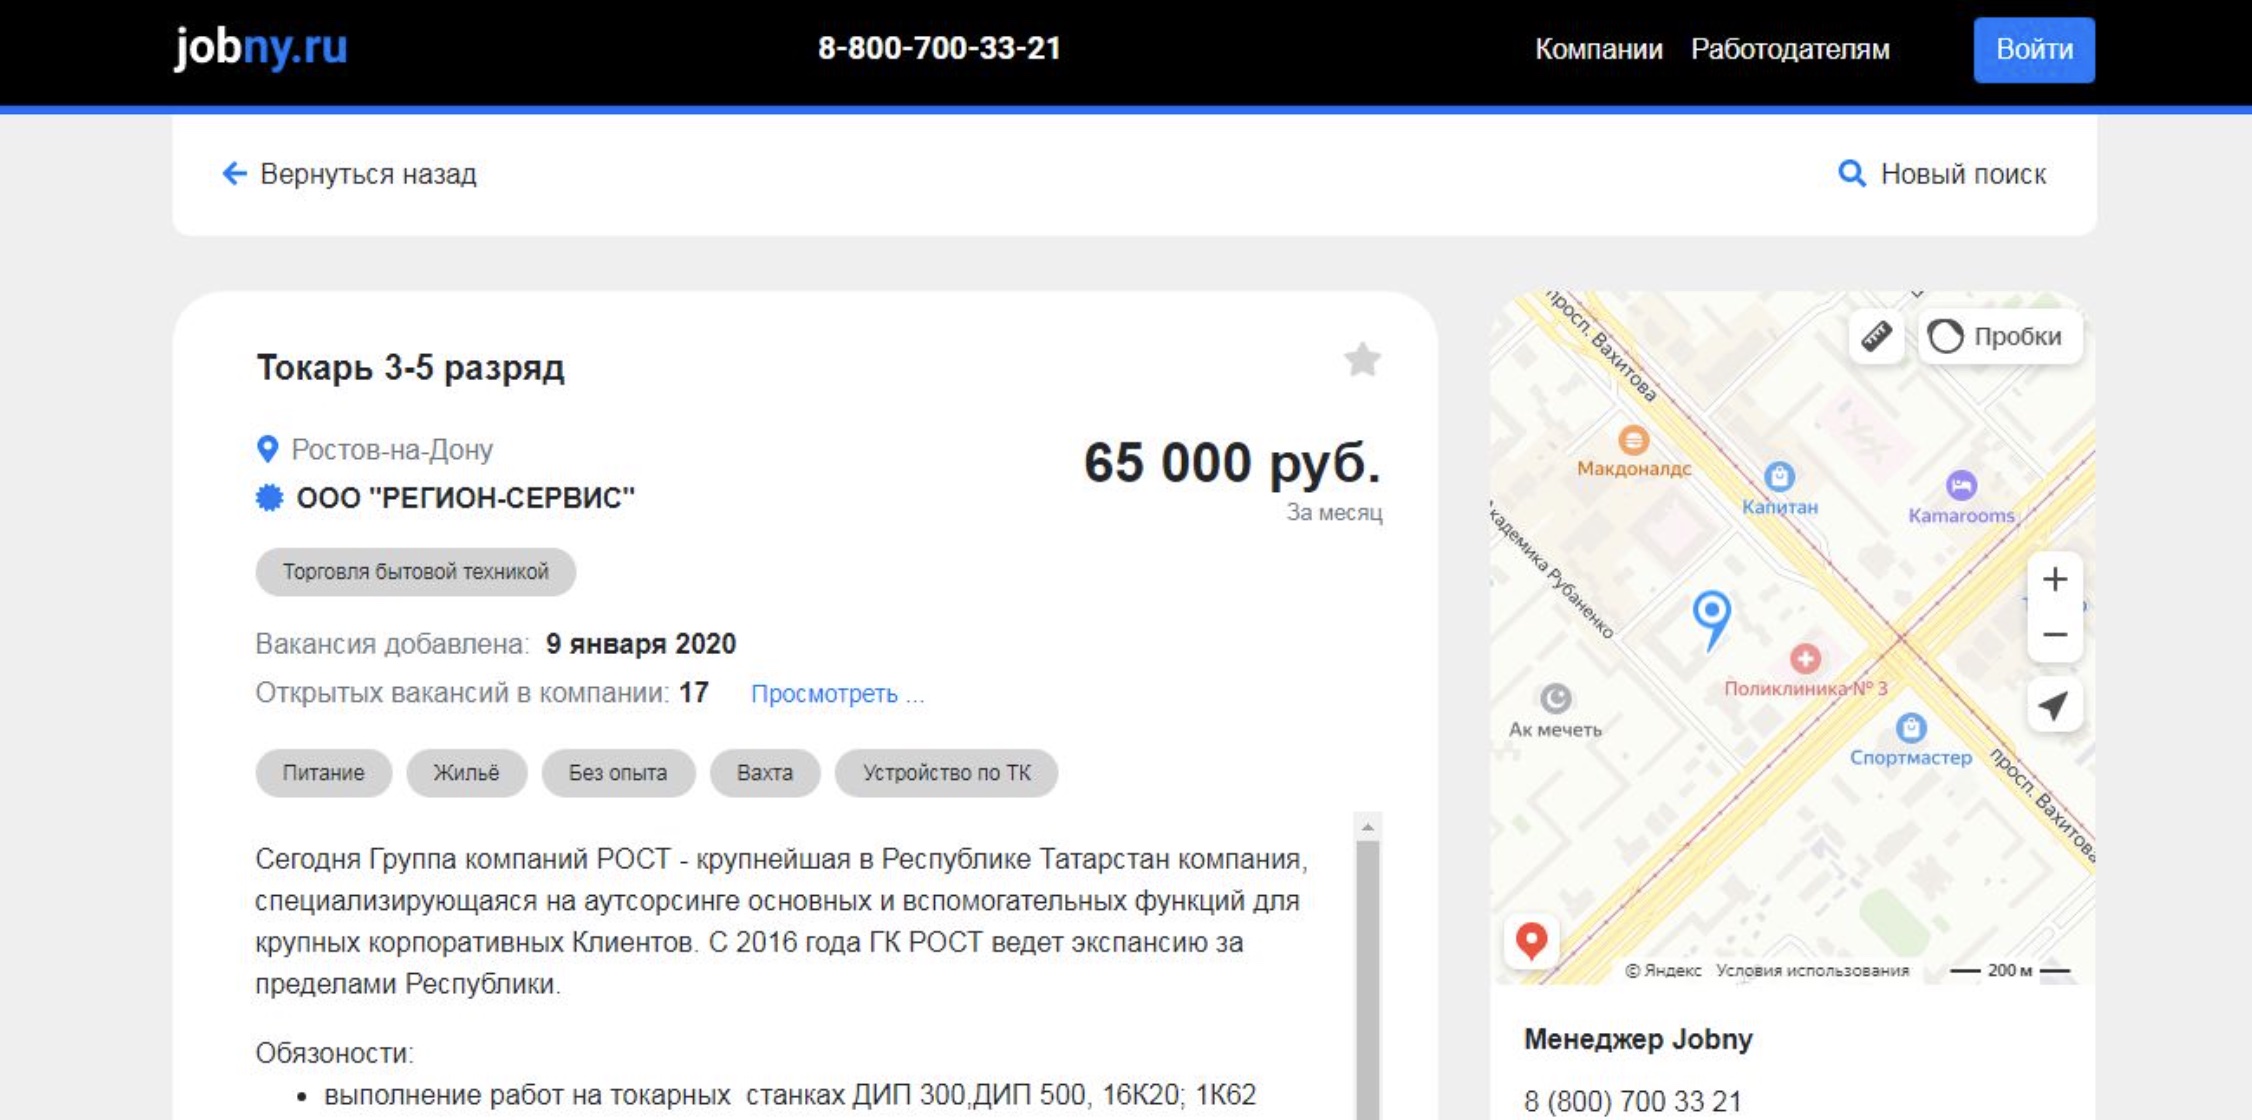 jobny.ru
8-800-700-33-21
Компании Работодателям Войти
Вернуться назад
Новый поиск
Токарь 3-5 разряд
Ростов-на-Дону
ООО "РЕГИОН-СЕРВИС"
65 000 руб.
За месяц
Торговля бытовой техникой
Вакансия добавлена: 9 января 2020
Открытых вакансий в компании: 17 Просмотреть ...
Питание Жильё Без опыта Вахта Устройство по ТК
Сегодня Группа компаний РОСТ - крупнейшая в Республике Татарстан компания,
специализирующаяся на аутсорсинге основных и вспомогательных функций для
крупных корпоративных Клиентов. С 2016 года ГК РОСТ ведет экспансию за
пределами Республики.
Обязоности:
• выполнение работ на токарных станках ДИП 300,ДИП 500, 16К20; 1К62
просп. Вахитова
Пробки
Макдоналдс
Капитан
Kamarooms
Академика Рубаненко
Поликлиника № 3
Ак мечеть
Спортмастер
просп. Вахитова
© Яндекс Условия использования 200 м
Менеджер Jobny
8 (800) 700 33 21